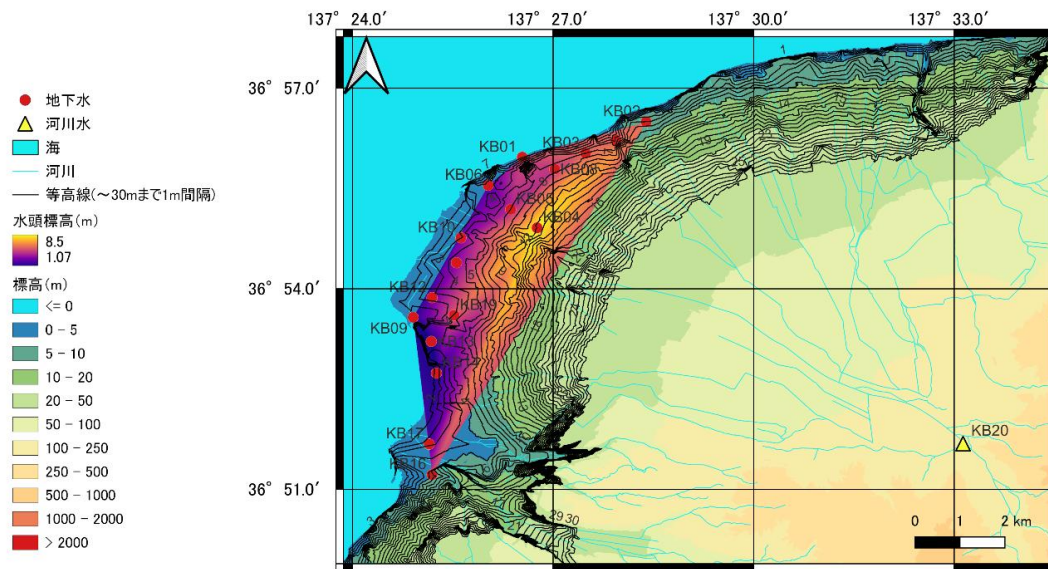 137° 24.0′ 137° 27.0′ 137° 30.0′ 137° 33.0′
36° 57.0′
36° 54.0′
36° 51.0′
地下水
河川水
海
河川
等高線(～30mまで1m間隔)
水頭標高(m)
8.5
1.07
標高(m)
<= 0
0 - 5
5 - 10
10 - 20
20 - 50
50 - 100
100 - 250
250 - 500
500 - 1000
1000 - 2000
> 2000
KB02
KB01
KB03
KB06
KB05
KB04
KB10
KB12
KB19
KB09
KB17
KB16
KB20
1
29 30
0 1 2 km